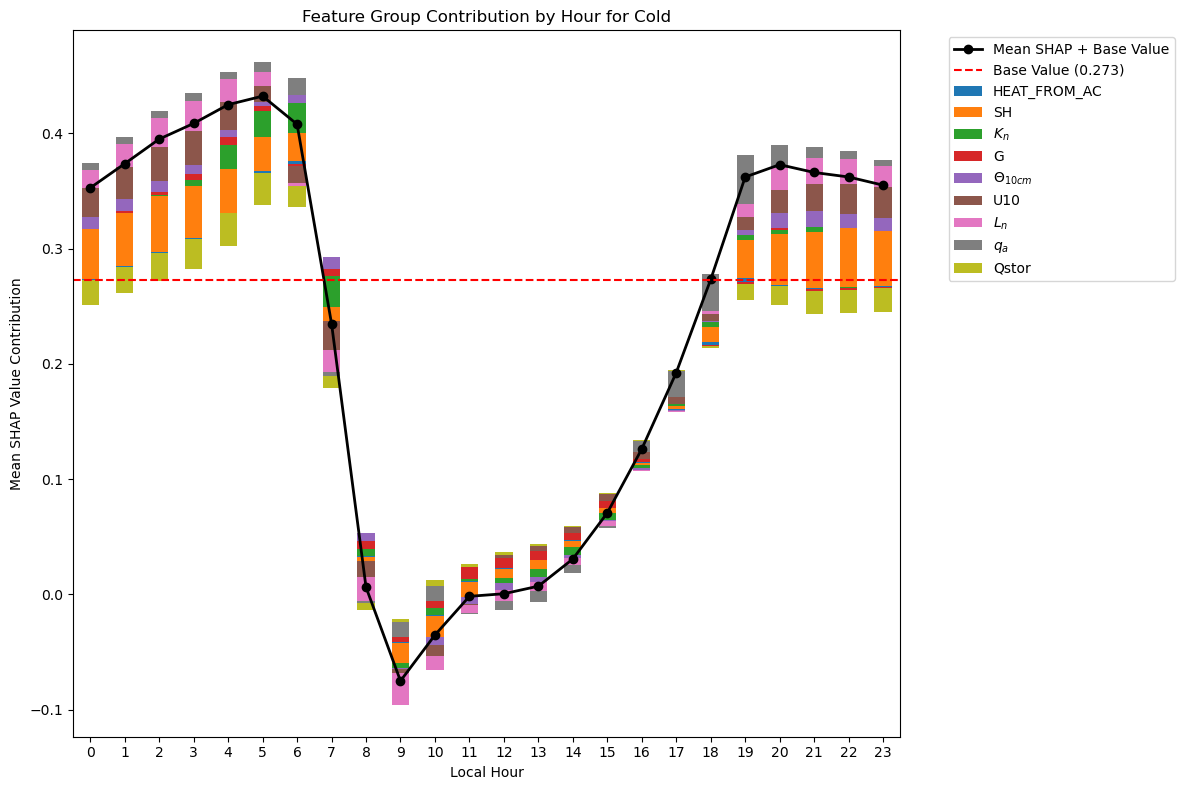 Feature Group Contribution by Hour for Cold
Mean SHAP Value Contribution
0.4
0.3
0.2
0.1
0.0
−0.1
0 1 2 3 4 5 6 7 8 9 10 11 12 13 14 15 16 17 18 19 20 21 22 23
Local Hour
Mean SHAP + Base Value
Base Value (0.273)
HEAT_FROM_AC
SH
Kn
G
Θ10cm
U10
Ln
qa
Qstor